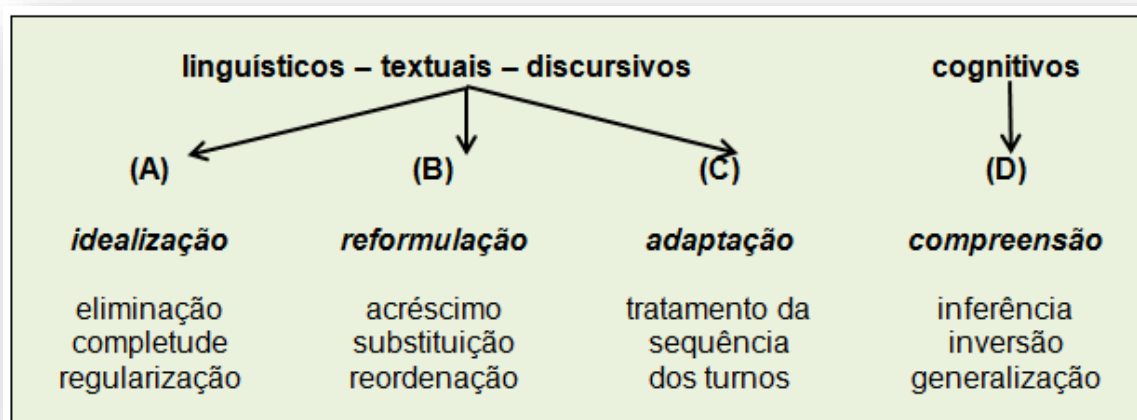 linguísticos – textuais – discursivos cognitivos
(A) (B) (C) (D)
idealização reformulação adaptação compreensão
eliminação acréscimo tratamento da inferência
completude substituição sequência inversão
regularização reordenação dos turnos generalização